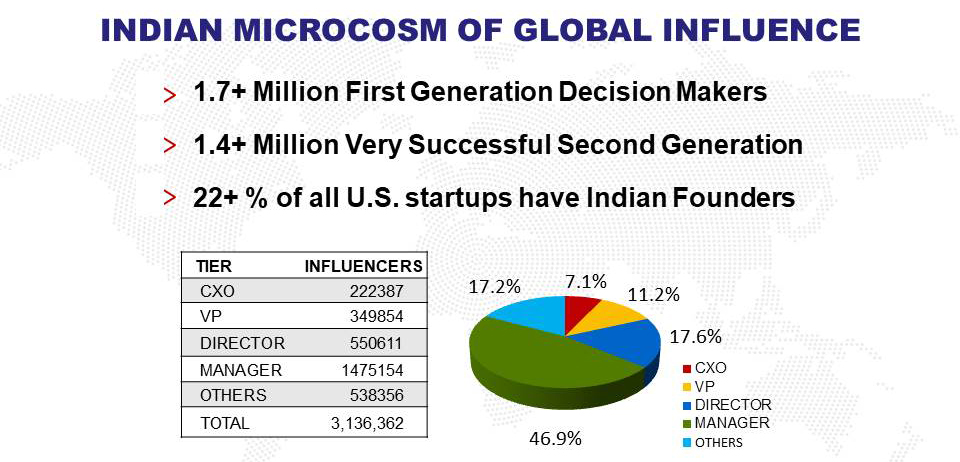 INDIAN MICROCOSM OF GLOBAL INFLUENCE
> 1.7+ Million First Generation Decision Makers
> 1.4+ Million Very Successful Second Generation
> 22+ % of all U.S. startups have Indian Founders
TIER INFLUENCERS
CXO 222387
VP 349854
DIRECTOR 550611
MANAGER 1475154
OTHERS 538356
TOTAL 3,136,362
17.2%
7.1%
11.2%
17.6%
46.9%
CXO
VP
DIRECTOR
MANAGER
OTHERS